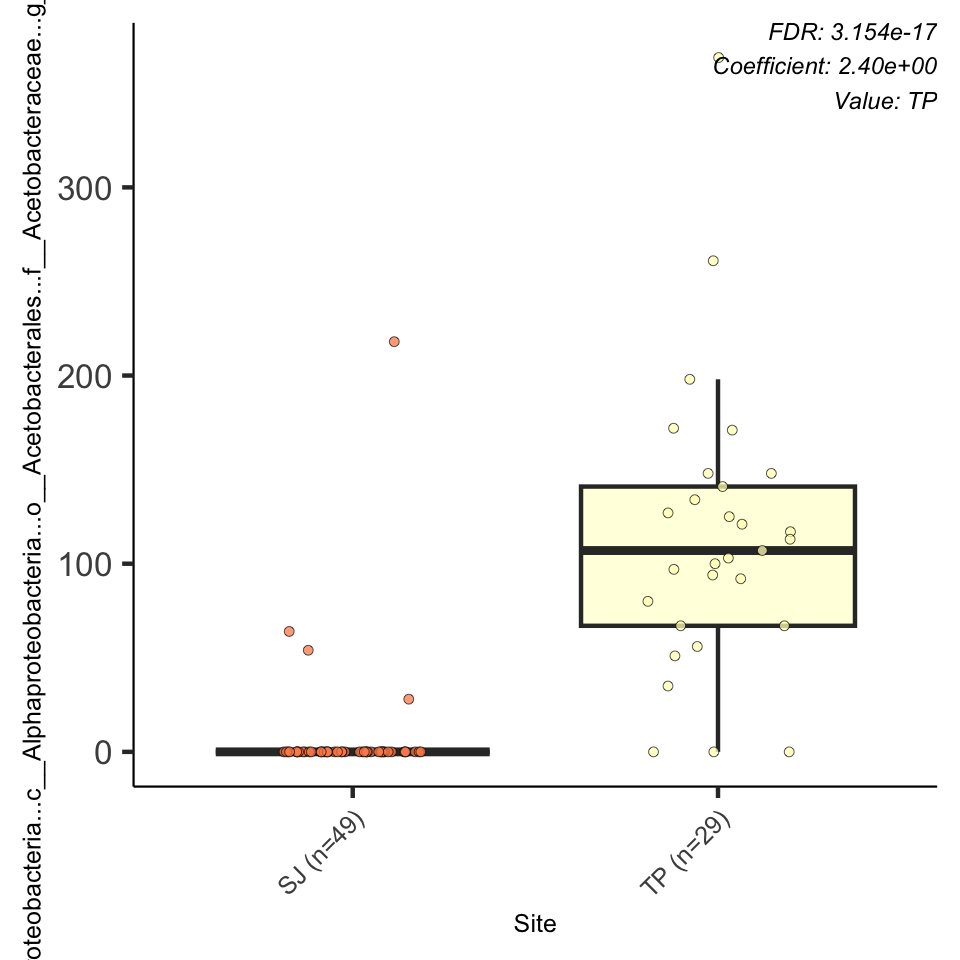 FDR: 3.154e-17
Coefficient: 2.40e+00
Value: TP
oteobacteria...c__Alphaproteobacteria...o__Acetobacterales...f__Acetobacteraceae...g_
300
200
100
0
SJ (n=49)
TP (n=29)
Site